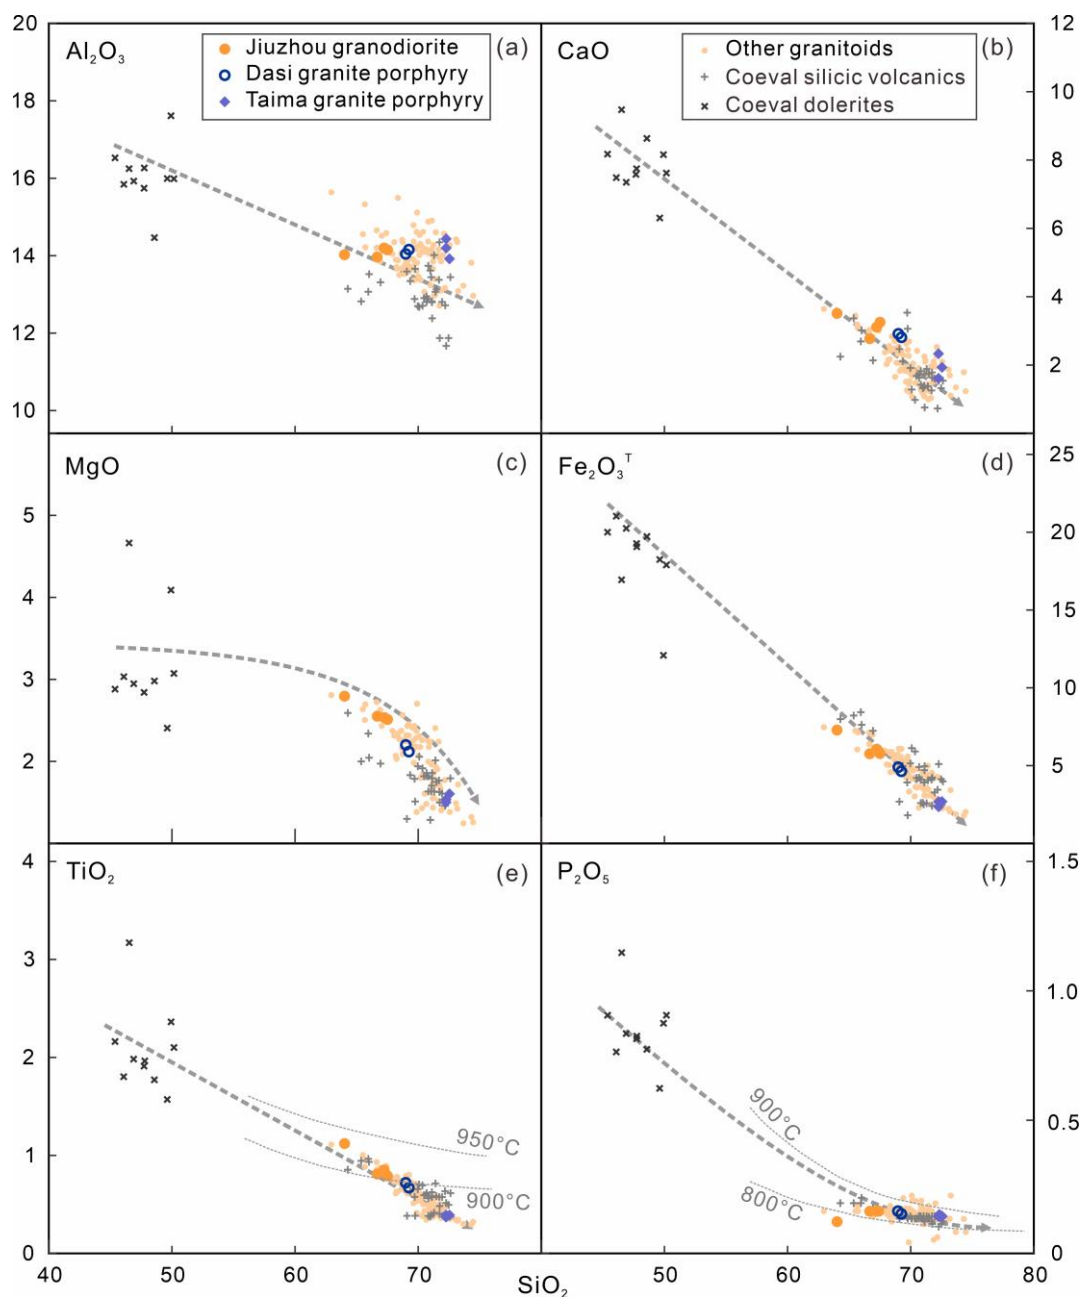 20
18
16
14
12
10
Al₂O₃
Jiuzhou granodiorite
Dasi granite porphyry
Taima granite porphyry
(a)
Other granitoids
Coeval silicic volcanics
Coeval dolerites
(b)
CaO
12
10
8
6
4
2
MgO
(c)
5
4
3
2
Fe₂O₃ᵀ
(d)
25
20
15
10
5
4
3
2
1
0
TiO₂
(e)
950°C
900°C
P₂O₅
(f)
900°C
800°C
1.5
1.0
0.5
0
40
50
60
70
50
60
70
80
SiO₂